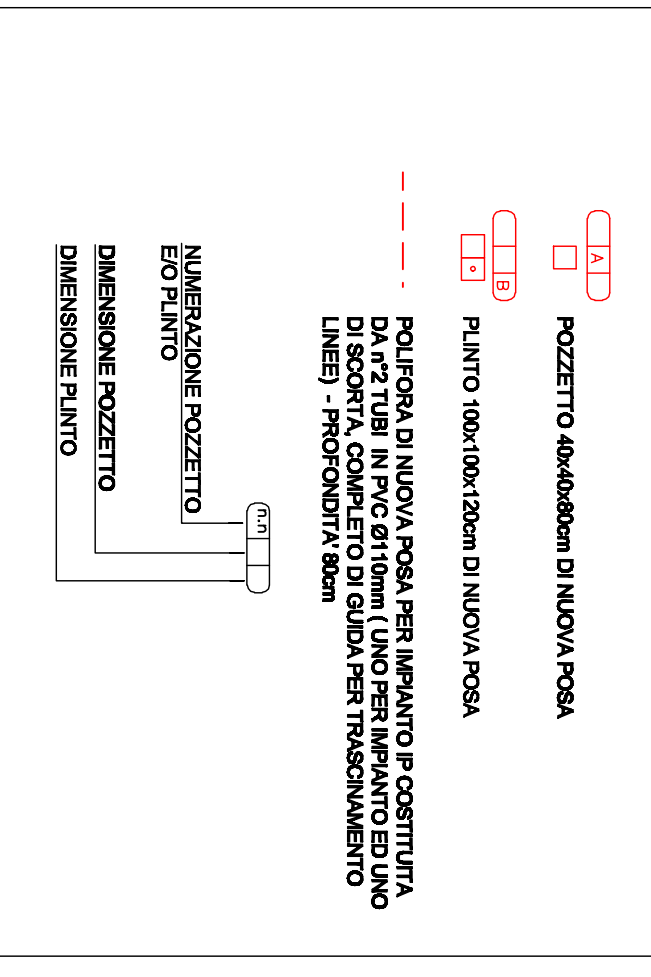 A
POZZETTO 40x40x80cm DI NUOVA POSA
B
PLINTO 100x100x120cm DI NUOVA POSA
POLIFORA DI NUOVA POSA PER IMPIANTO IP COSTITUITA
DA n°2 TUBI IN PVC Ø110mm ( UNO PER IMPIANTO ED UNO
DI SCORTA, COMPLETO DI GUIDA PER TRASCINAMENTO
LINEE) - PROFONDITA' 80cm
n.n
NUMERAZIONE POZZETTO
E/O PLINTO
DIMENSIONE POZZETTO
DIMENSIONE PLINTO